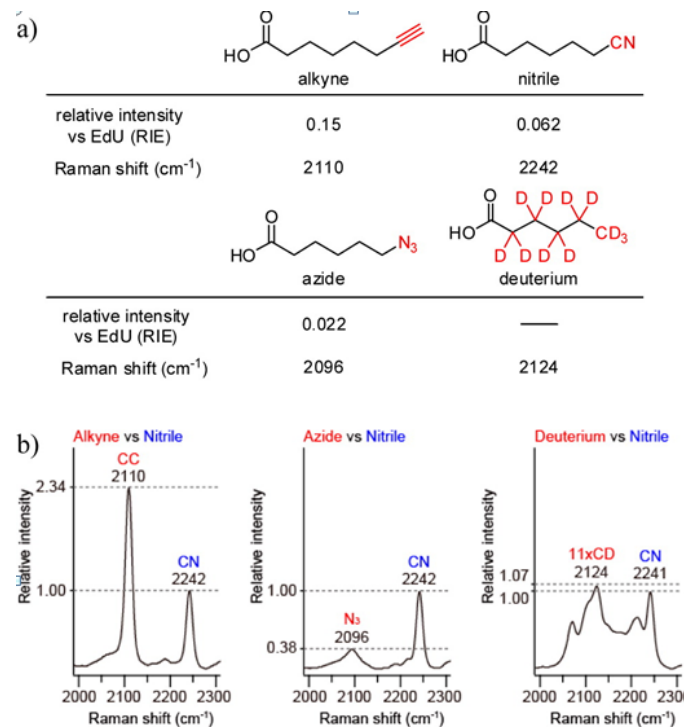 a)
O
HO
alkyne
O
HO
CN
nitrile
relative intensity
vs EdU (RIE)
0.15
0.062
Raman shift (cm-1)
2110
2242
O
HO
N3
azide
D D D D
O
CD3
HO
D D D D
deuterium
relative intensity
vs EdU (RIE)
0.022
—
Raman shift (cm-1)
2096
2124
b)
Alkyne vs Nitrile
CC
2110
2.34
CN
2242
1.00
Relative intensity
2000 2100 2200 2300
Raman shift (cm-1)
Azide vs Nitrile
CN
2242
1.00
N3
2096
0.38
Relative intensity
2000 2100 2200 2300
Raman shift (cm-1)
Deuterium vs Nitrile
11xCD
2124
CN
2241
1.07
1.00
Relative intensity
2000 2100 2200 2300
Raman shift (cm-1)